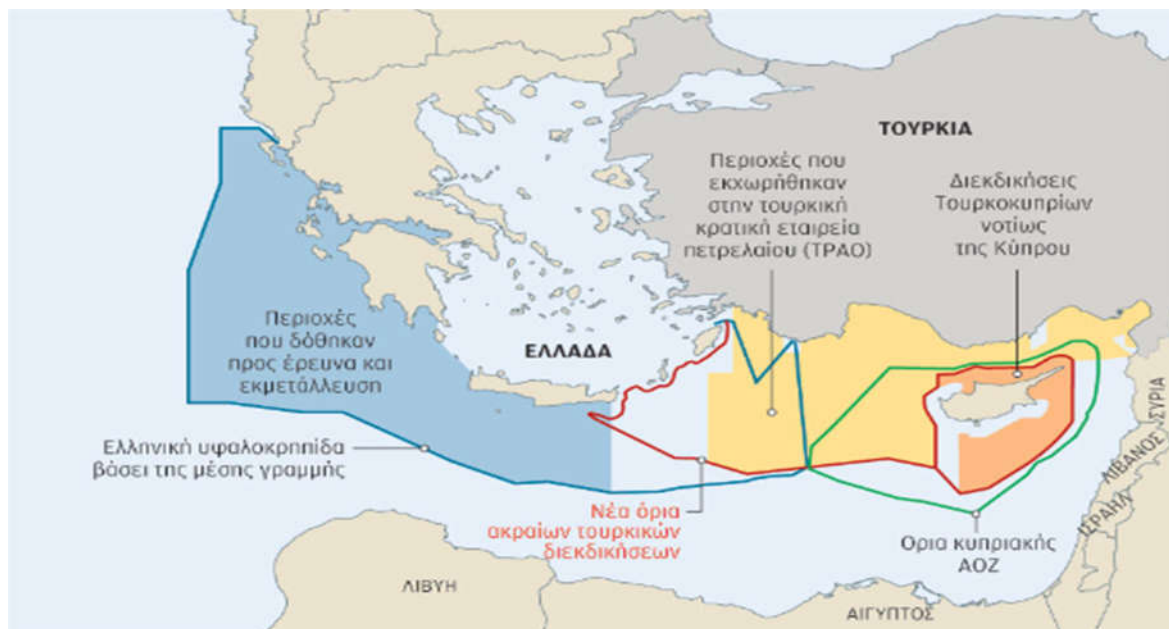 ΤΟΥΡΚΙΑ
Περιοχές που
εκχωρήθηκαν
στην τουρκική
κρατική εταιρεία
πετρελαίου (ΤΡΑΟ)
Διεκδικήσεις
Τουρκοκυπρίων
νοτίως
της Κύπρου
Περιοχές
που δόθηκαν
προς έρευνα και
εκμετάλλευση
ΕΛΛΑΔΑ
Ελληνική υφαλοκρηπίδα
βάσει της μέσης γραμμής
Νέα όρια
ακραίων τουρκικών
διεκδικήσεων
Ορια κυπριακής
ΑΟΖ
ΣΥΡΙΑ
ΛΙΒΑΝΟΣ
ΙΣΡΑΗΛ
ΛΙΒΥΗ
ΑΙΓΥΠΤΟΣ